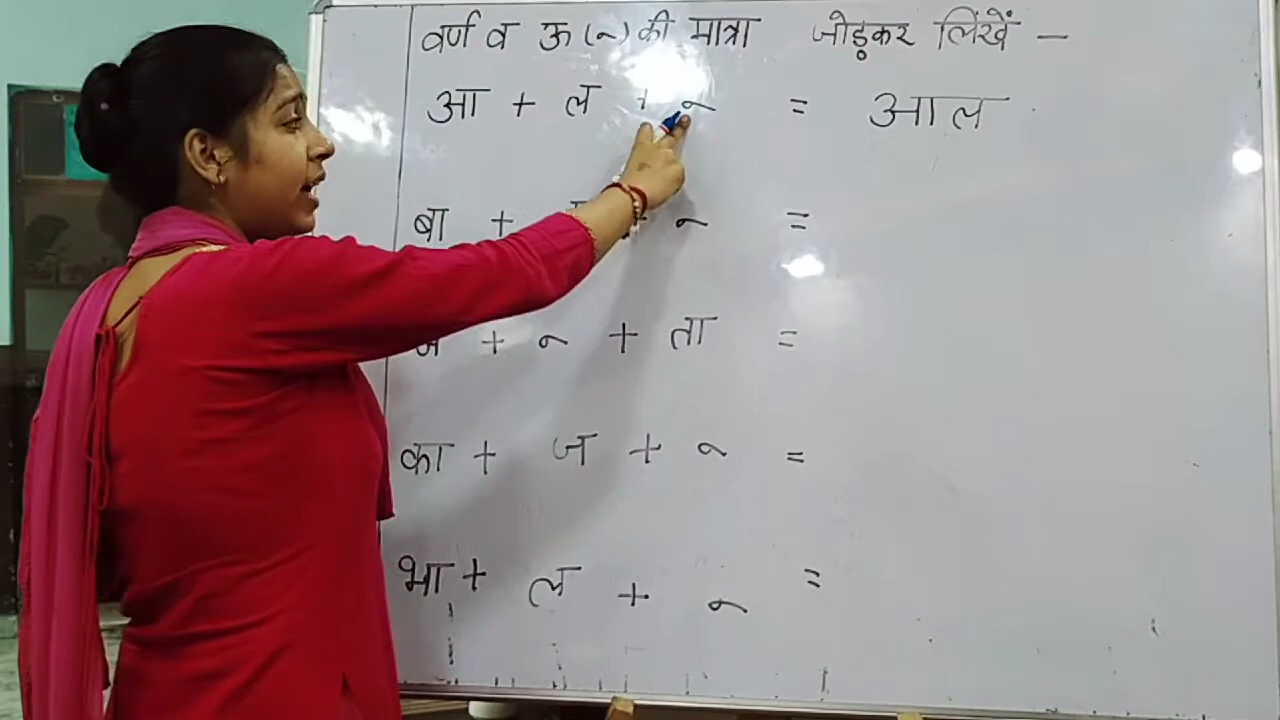 वर्ण व ऊ (ू) की मात्रा जोड़कर लिंखें —
आ + ल + ू = आल
बा + + ू =
+ ू + ता =
का + ज + ू =
भा + ल + ू =